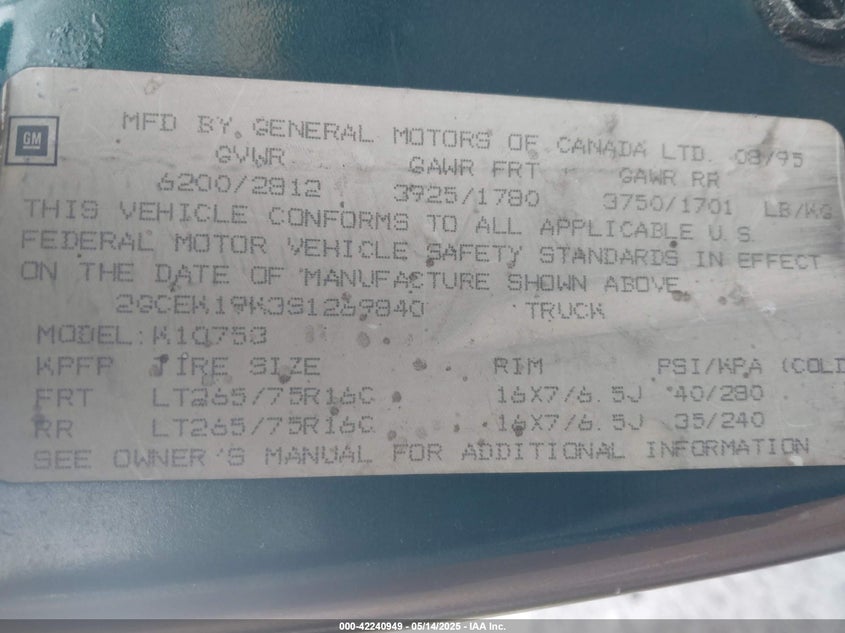 GM
MFD BY GENERAL MOTORS OF CANADA LTD. 08/95
GVWR GAWR FRT GAWR RR
6200/2812 3925/1780 3750/1701 LB/KG
THIS VEHICLE CONFORMS TO ALL APPLICABLE U.S.
FEDERAL MOTOR VEHICLE SAFETY STANDARDS IN EFFECT
ON THE DATE OF MANUFACTURE SHOWN ABOVE
2GCEK19K3S1269840 TRUCK
MODEL: K10753
TIRE SIZE RIM PSI/KPA (COLD
FRT LT265/75R16C 16X7/6.5J 40/280
RR LT265/75R16C 16X7/6.5J 35/240
SEE OWNER'S MANUAL FOR ADDITIONAL INFORMATION
000-42240949 — 05/14/2025 — IAA Inc.